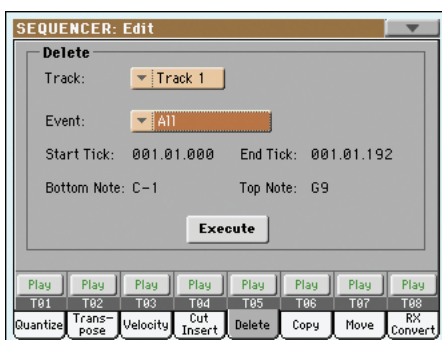 SEQUENCER: Edit
Delete
Track: Track 1
Event: All
Start Tick: 001.01.000 End Tick: 001.01.192
Bottom Note: C-1 Top Note: G9
Execute
Play Play Play Play Play Play Play Play
T01 T02 T03 T04 T05 T06 T07 T08
Quantize Trans-pose Velocity Cut Insert Delete Copy Move RX Convert